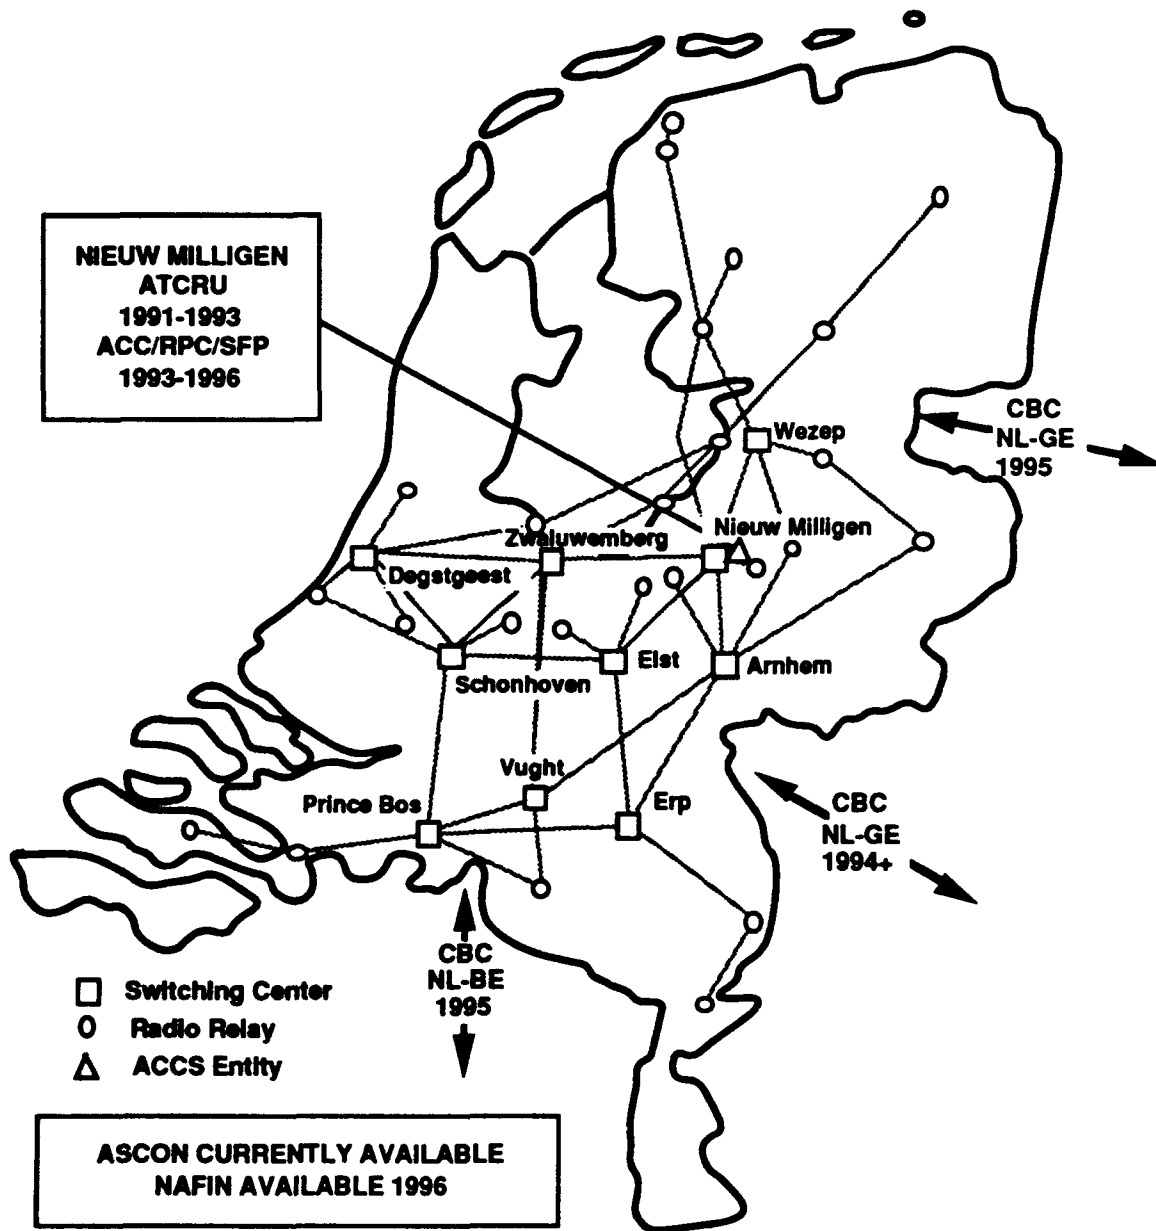 NIEUW MILLIGEN
ATCRU
1991-1993
ACC/RPC/SFP
1993-1996
CBC
NL-GE
1995
Wezep
Nieuw Milligen
Zwaluwemberg
Degstgeest
Elst
Arnhem
Schonhoven
Vught
Prince Bos
Erp
CBC
NL-GE
1994+
CBC
NL-BE
1995
Switching Center
Radio Relay
ACCS Entity
ASCON CURRENTLY AVAILABLE
NAFIN AVAILABLE 1996